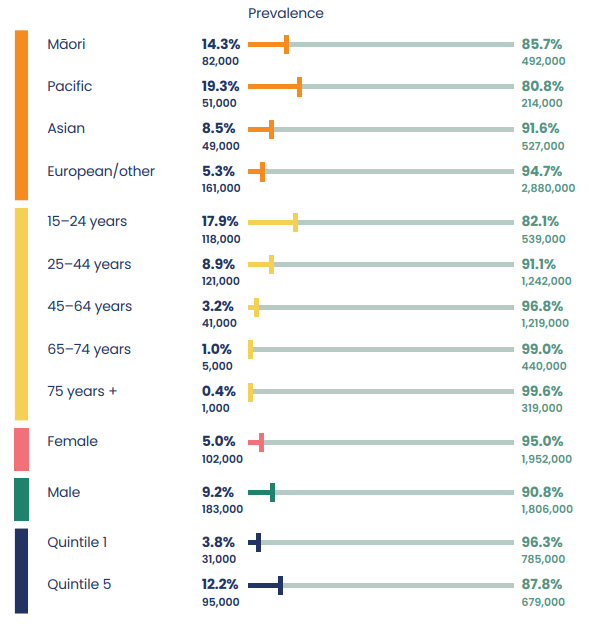 Prevalence
Māori 14.3% 85.7%
82,000 492,000
Pacific 19.3% 80.8%
51,000 214,000
Asian 8.5% 91.6%
49,000 527,000
European/other 5.3% 94.7%
161,000 2,880,000
15–24 years 17.9% 82.1%
118,000 539,000
25–44 years 8.9% 91.1%
121,000 1,242,000
45–64 years 3.2% 96.8%
41,000 1,219,000
65–74 years 1.0% 99.0%
5,000 440,000
75 years + 0.4% 99.6%
1,000 319,000
Female 5.0% 95.0%
102,000 1,952,000
Male 9.2% 90.8%
183,000 1,806,000
Quintile 1 3.8% 96.3%
31,000 785,000
Quintile 5 12.2% 87.8%
95,000 679,000